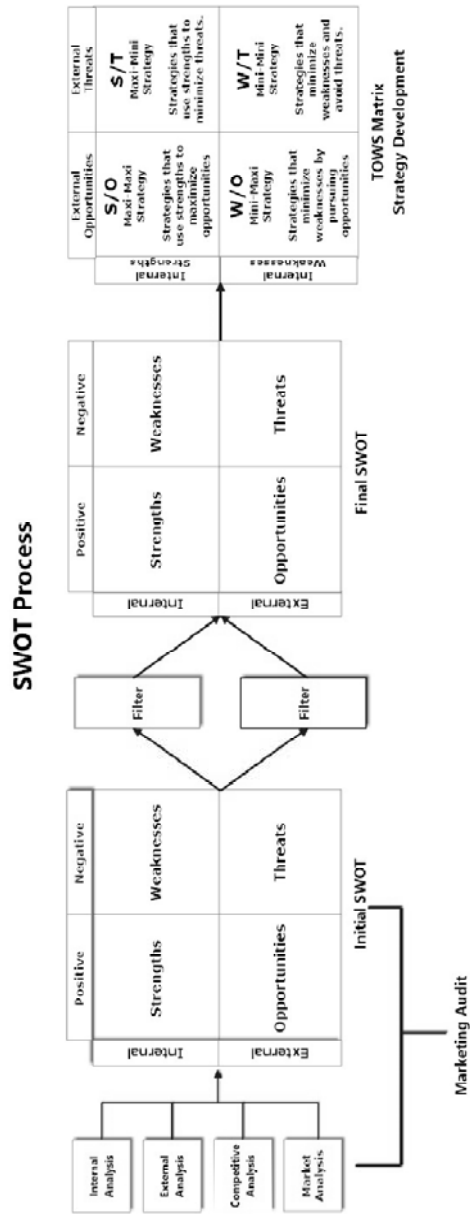 SWOT Process
Internal
Analysis
External
Analysis
Competitive
Analysis
Market
Analysis
Marketing Audit
Positive
Negative
Internal
External
Strengths
Weaknesses
Opportunities
Threats
Initial SWOT
Filter
Filter
Positive
Negative
Internal
External
Strengths
Weaknesses
Opportunities
Threats
Final SWOT
External
Opportunities
External
Threats
Internal
Strengths
S/O
Maxi-Maxi
Strategy
Strategies that
use strengths to
maximize
opportunities
S/T
Maxi-Mini
Strategy
Strategies that
use strengths to
minimize threats.
Internal
Weaknesses
W/O
Mini-Maxi
Strategy
Strategies that
minimize
weaknesses by
pursuing
opportunities
W/T
Mini-Mini
Strategy
Strategies that
minimize
weaknesses and
avoid threats.
TOWS Matrix
Strategy Development